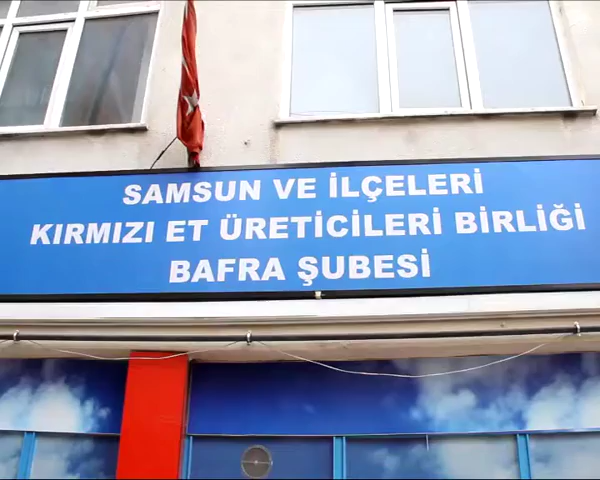 SAMSUN VE İLÇELERİ
KIRMIZI ET ÜRETİCİLERİ BİRLİĞİ
BAFRA ŞUBESİ